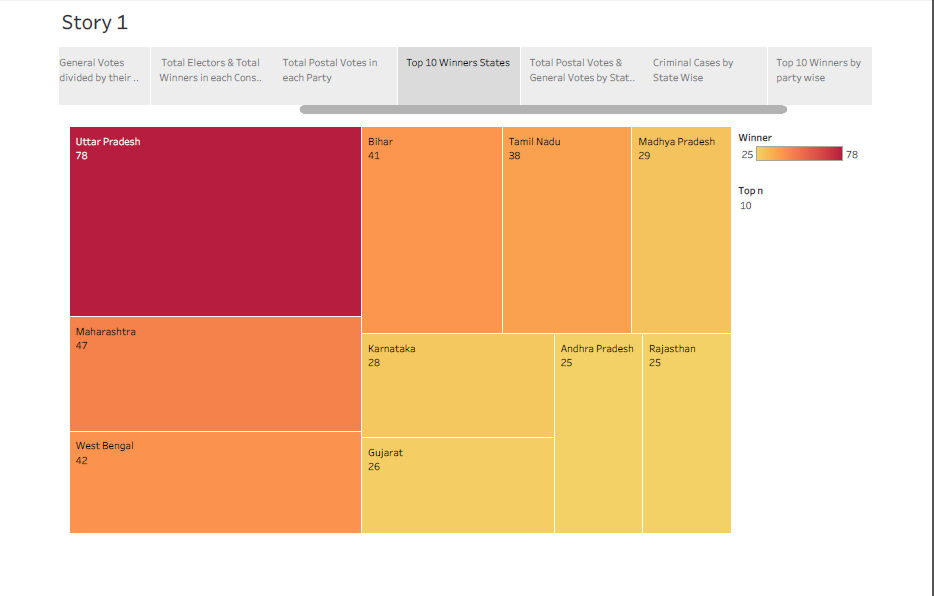 Story 1
General Votes
divided by their ..
Total Electors & Total
Winners in each Cons..
Total Postal Votes in
each Party
Top 10 Winners States
Total Postal Votes &
General Votes by Stat..
Criminal Cases by
State Wise
Top 10 Winners by
party wise
Uttar Pradesh
78
Bihar
41
Tamil Nadu
38
Madhya Pradesh
29
Maharashtra
47
Karnataka
28
Andhra Pradesh
25
Rajasthan
25
West Bengal
42
Gujarat
26
Winner
25 78
Top n
10